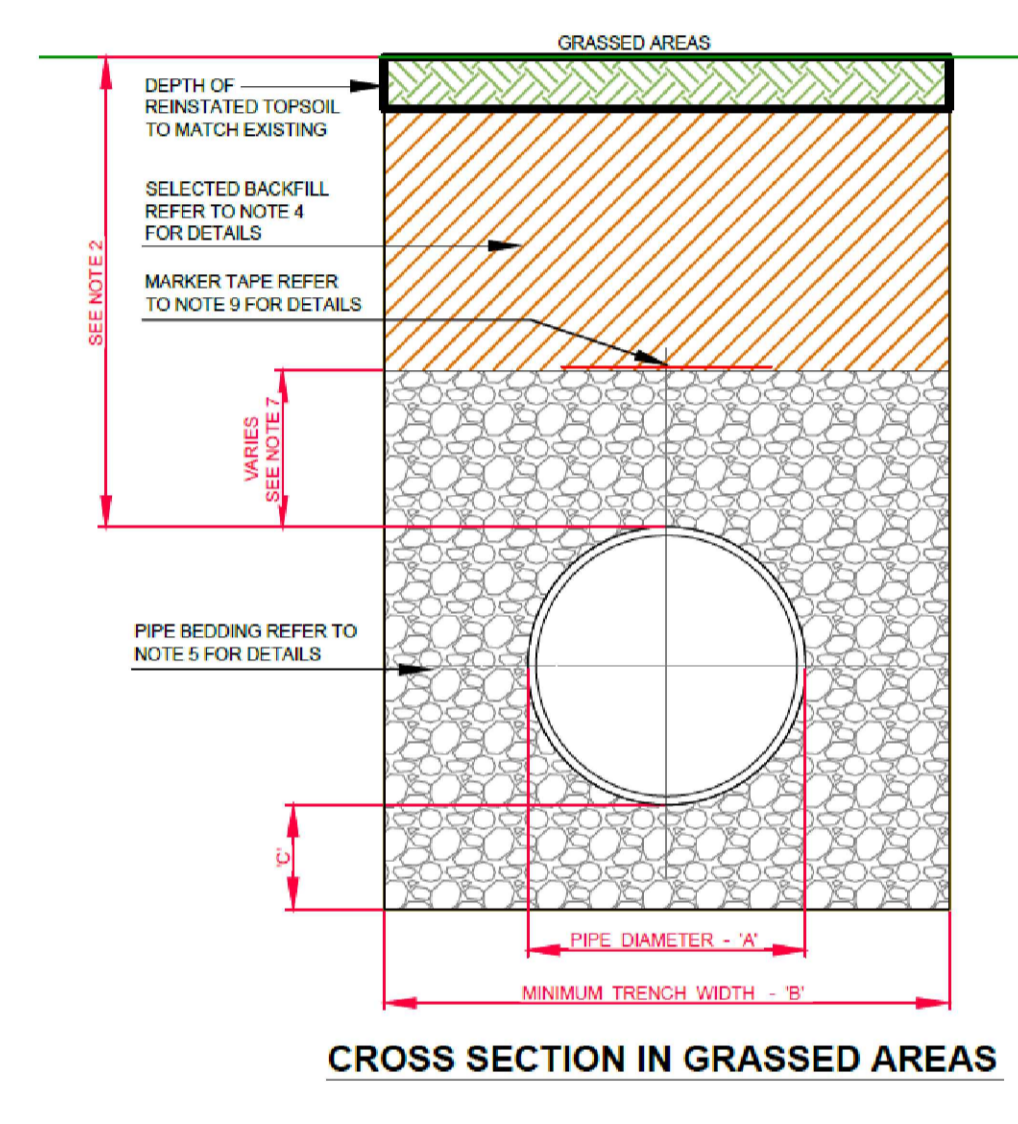 GRASSED AREAS
DEPTH OF
REINSTATED TOPSOIL
TO MATCH EXISTING
SELECTED BACKFILL
REFER TO NOTE 4
FOR DETAILS
SEE NOTE 2
MARKER TAPE REFER
TO NOTE 9 FOR DETAILS
VARIES
SEE NOTE 7
PIPE BEDDING REFER TO
NOTE 5 FOR DETAILS
'C'
PIPE DIAMETER - 'A'
MINIMUM TRENCH WIDTH - 'B'
CROSS SECTION IN GRASSED AREAS